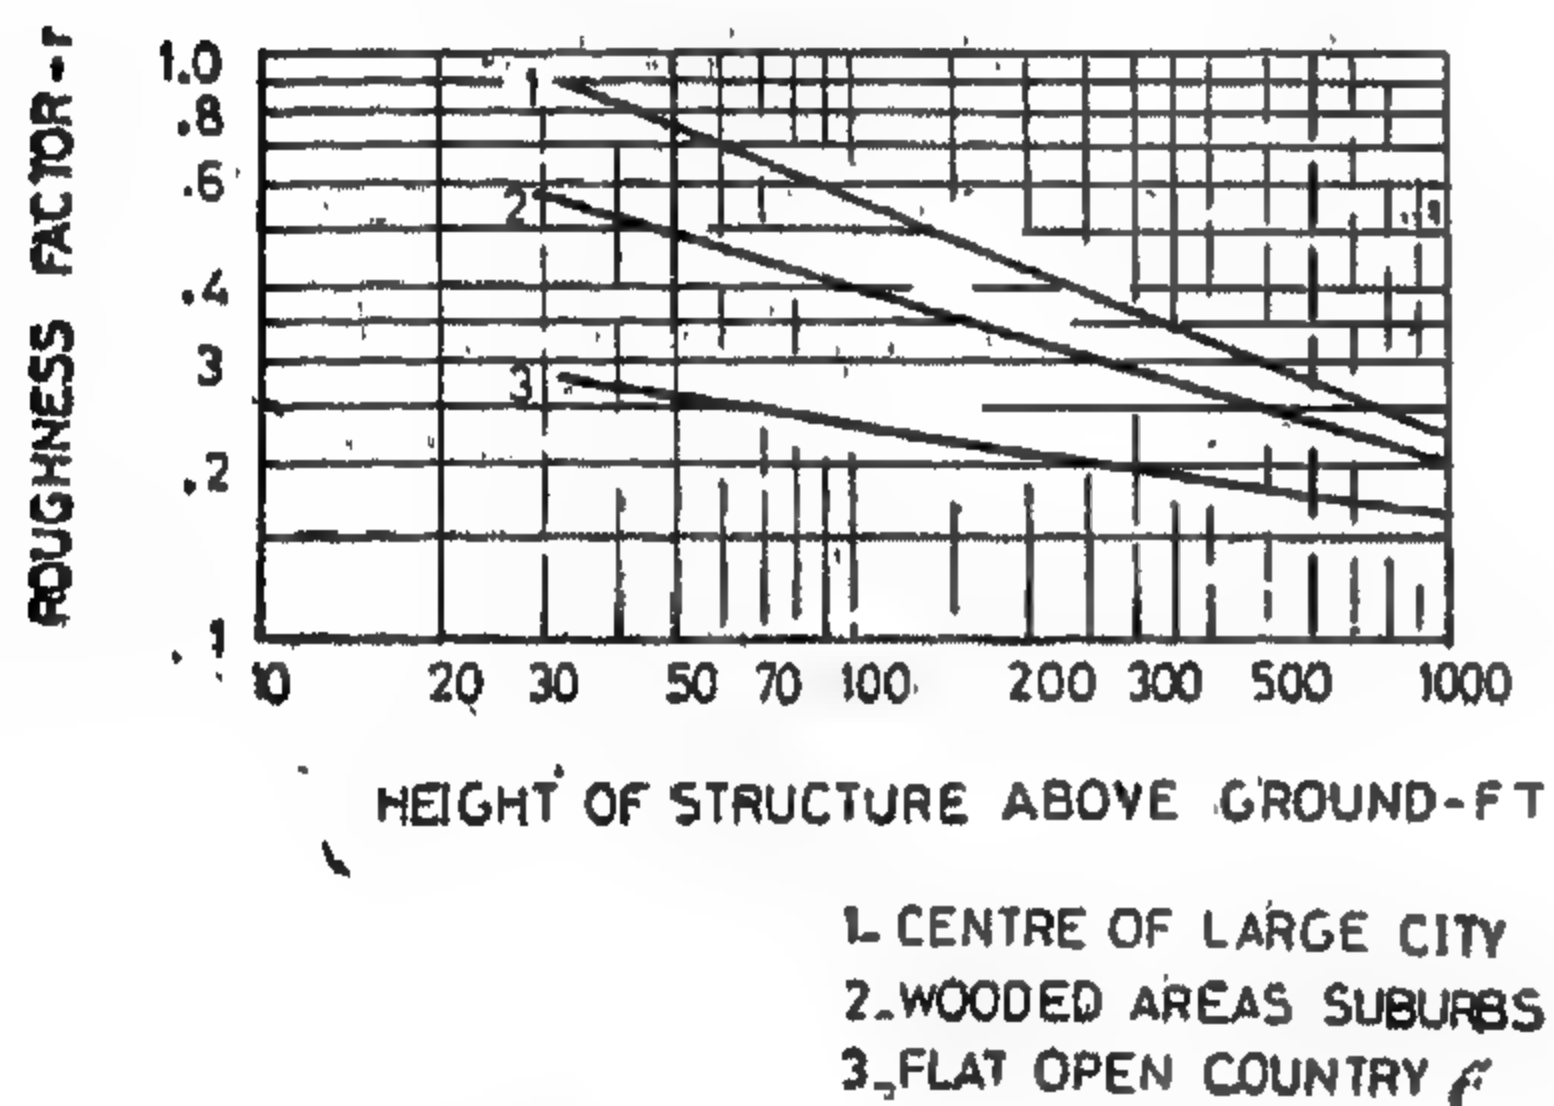 ROUGHNESS FACTOR-r
1.0
.8
.6
.4
.3
.2
.1
1
2
3
10 20 30 50 70 100 200 300 500 1000
HEIGHT OF STRUCTURE ABOVE GROUND-FT
1_ CENTRE OF LARGE CITY
2_WOODED AREAS SUBURBS
3_FLAT OPEN COUNTRY